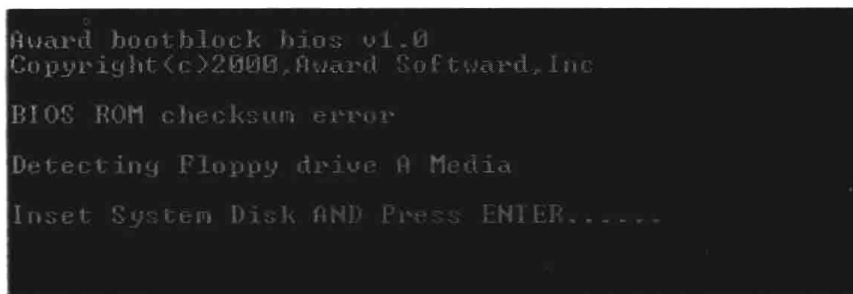 Award bootblock bios v1.0
Copyright(c)2000,Award Softward,Inc
BIOS ROM checksum error
Detecting Floppy drive A Media
Inset System Disk AND Press ENTER......